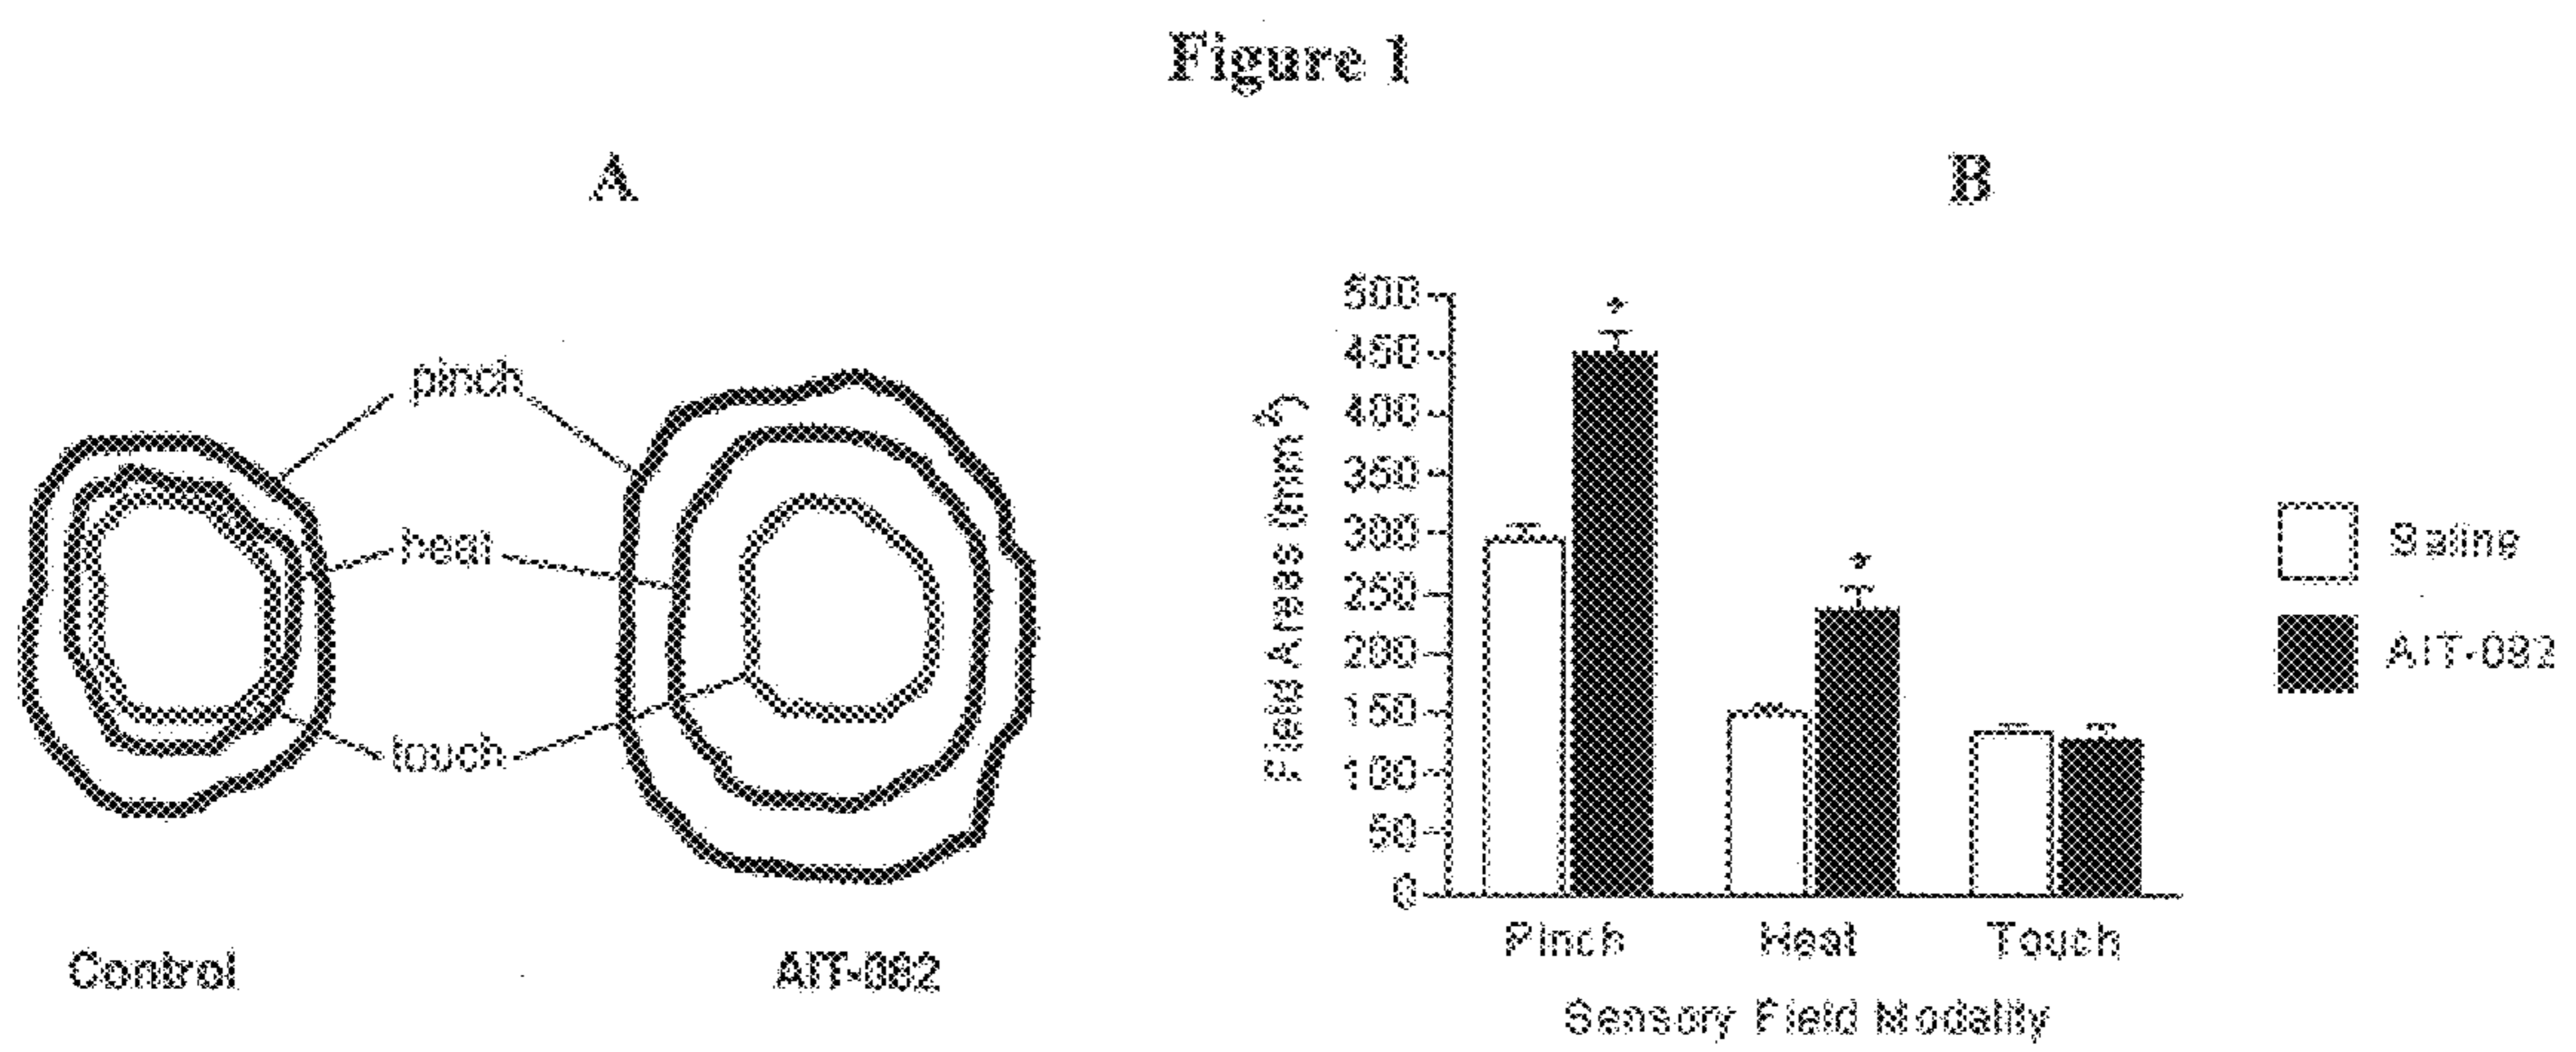 Figure 1
A
pinch
heat
touch
Control
AIT-082
B
Field Areas (mm²)
500
450
400
350
300
250
200
150
100
50
0
Pinch
Heat
Touch
Sensory Field Modality
Saline
AIT-082